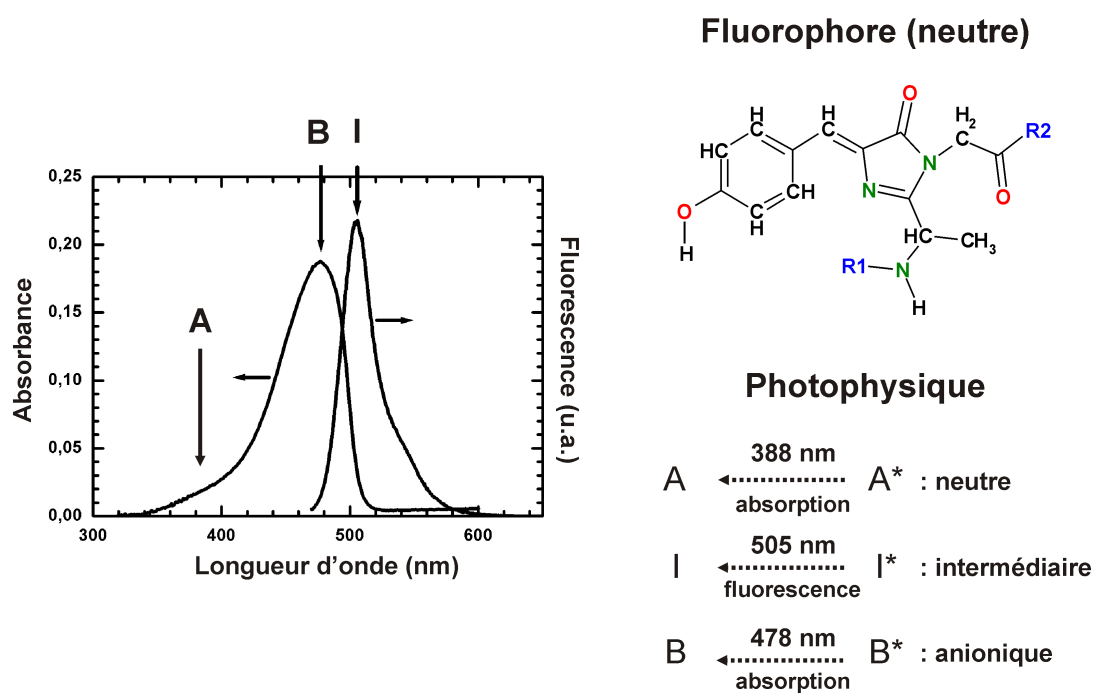 Fluorophore (neutre)
B I
A
0,25
0,20
0,15
0,10
0,05
0,00
Absorbance
300 400 500 600
Longueur d'onde (nm)
Fluorescence (u.a.)
O
H
H
H2
R2
HC
C
C
C
C
N
C
O
N
O
C
CH
C
H
HC
CH3
H
R1
N
H
Photophysique
388 nm
A A* : neutre
absorption
505 nm
I I* : intermédiaire
fluorescence
478 nm
B B* : anionique
absorption